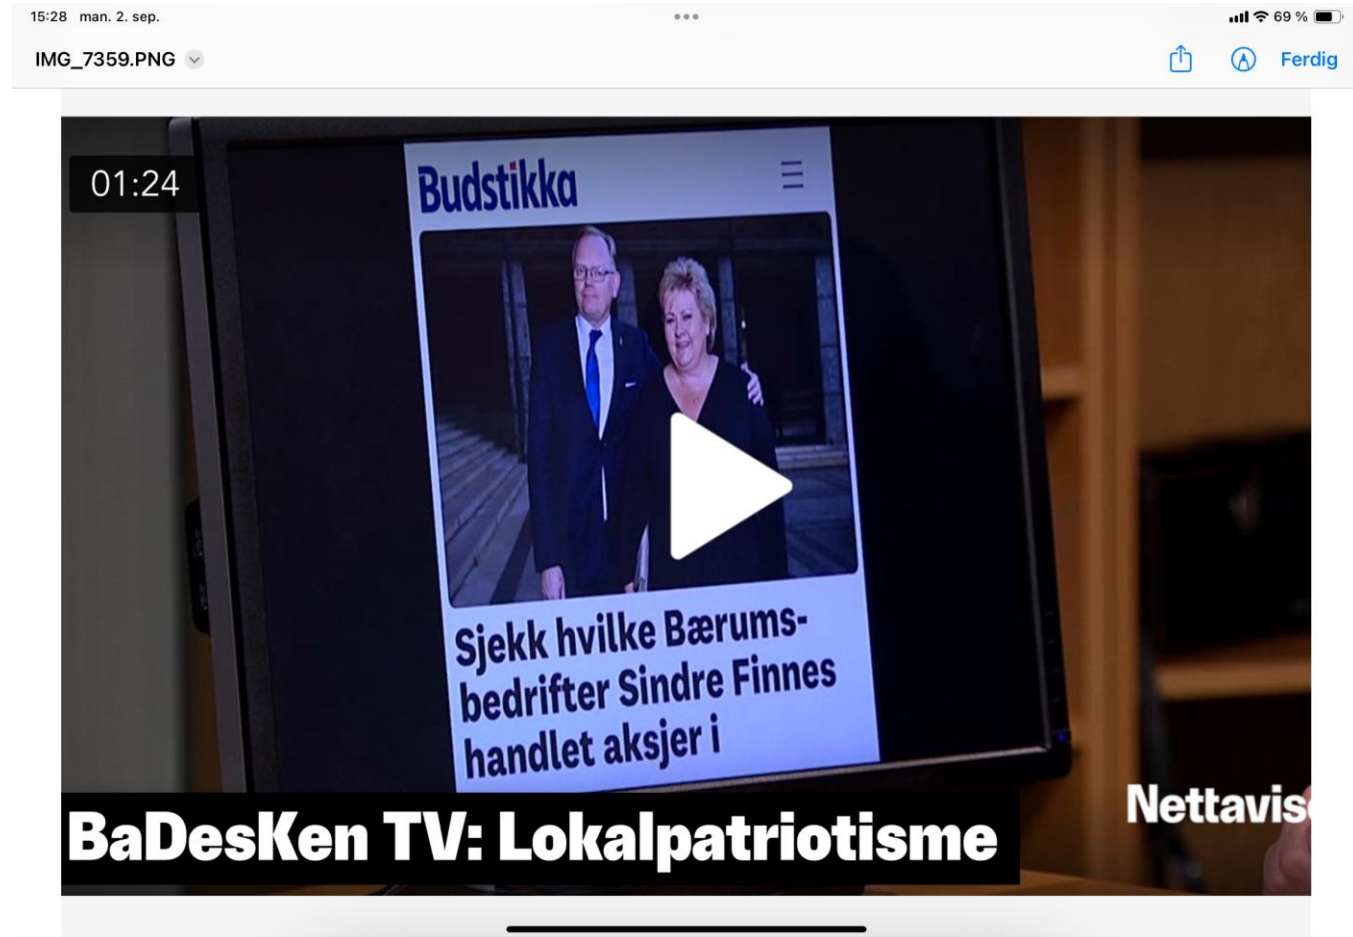 15:28 man. 2. sep.
69 %
IMG_7359.PNG
Ferdig
01:24
Budstikka
Sjekk hvilke Bærums-
bedrifter Sindre Finnes
handlet aksjer i
BaDesKen TV: Lokalpatriotisme
Nettavis